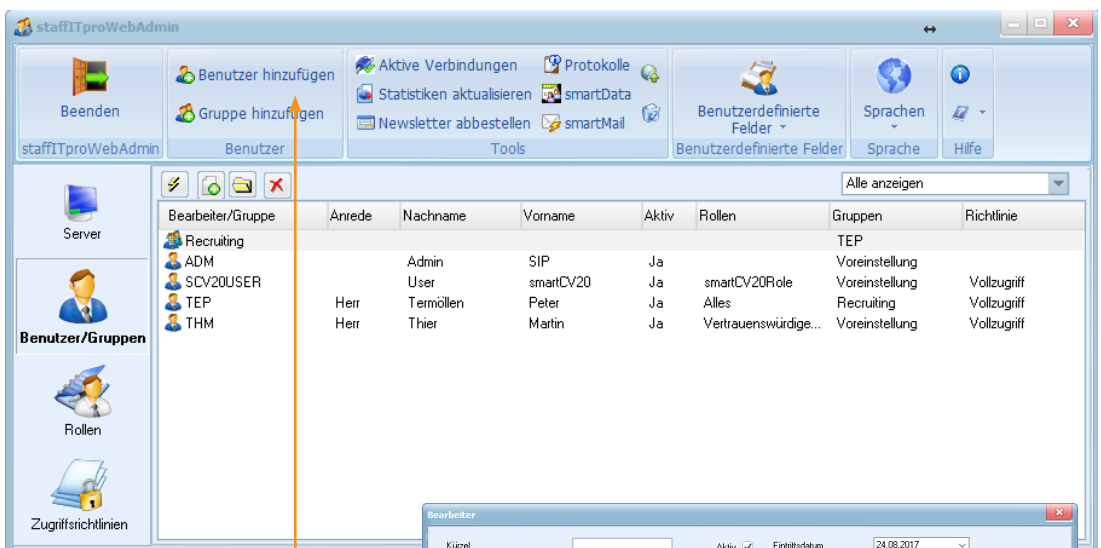 staffITproWebAdmin
Beenden
staffITproWebAdmin
Benutzer hinzufügen
Gruppe hinzufügen
Benutzer
Aktive Verbindungen
Protokolle
Statistiken aktualisieren
smartData
Newsletter abbestellen
smartMail
Tools
Benutzerdefinierte
Felder
Benutzerdefinierte Felder
Sprachen
Sprache
Hilfe
Alle anzeigen
Server
Benutzer/Gruppen
Rollen
Zugriffsrichtlinien
Bearbeiter/Gruppe Anrede Nachname Vorname Aktiv Rollen Gruppen Richtlinie
Recruiting TEP
ADM Admin SIP Ja Voreinstellung
SCV20USER User smartCV20 Ja smartCV20Role Voreinstellung Vollzugriff
TEP Herr Termöllen Peter Ja Alles Recruiting Vollzugriff
THM Herr Thier Martin Ja Vertrauenswürdige... Voreinstellung Vollzugriff
Bearbeiter
Kürzel Aktiv Eintrittsdatum 24.08.2017